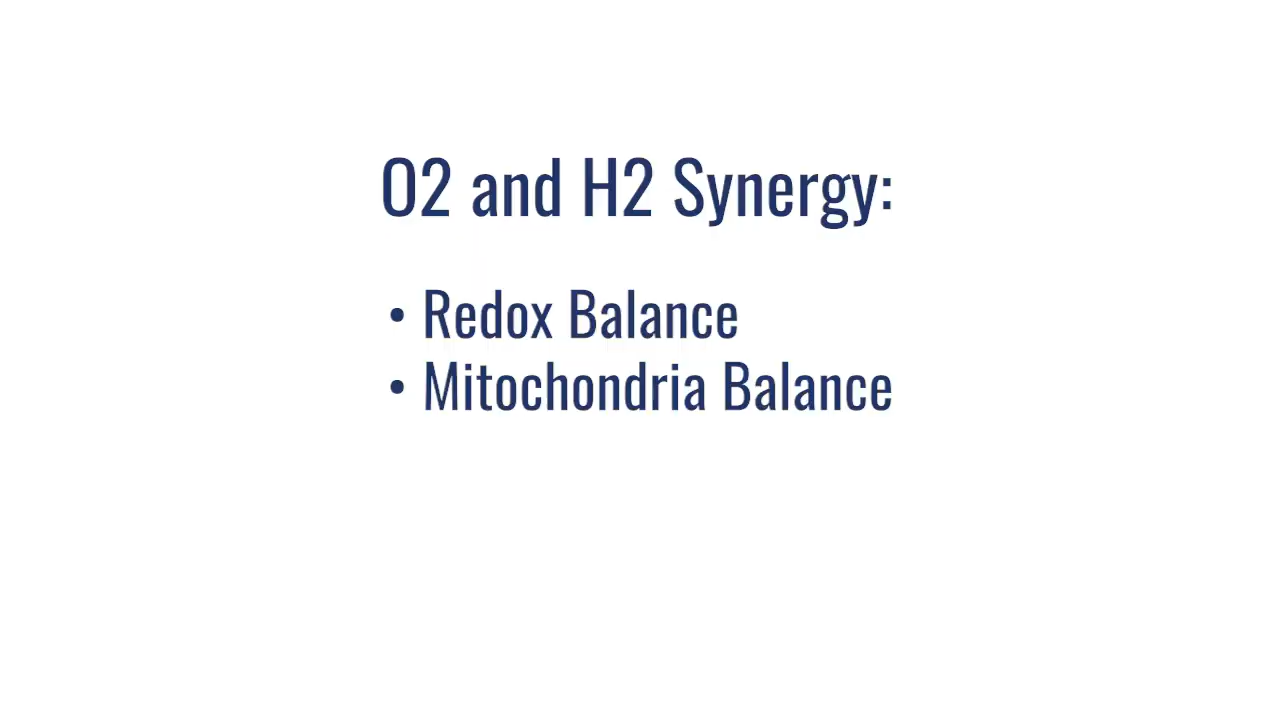 O2 and H2 Synergy:
• Redox Balance
• Mitochondria Balance